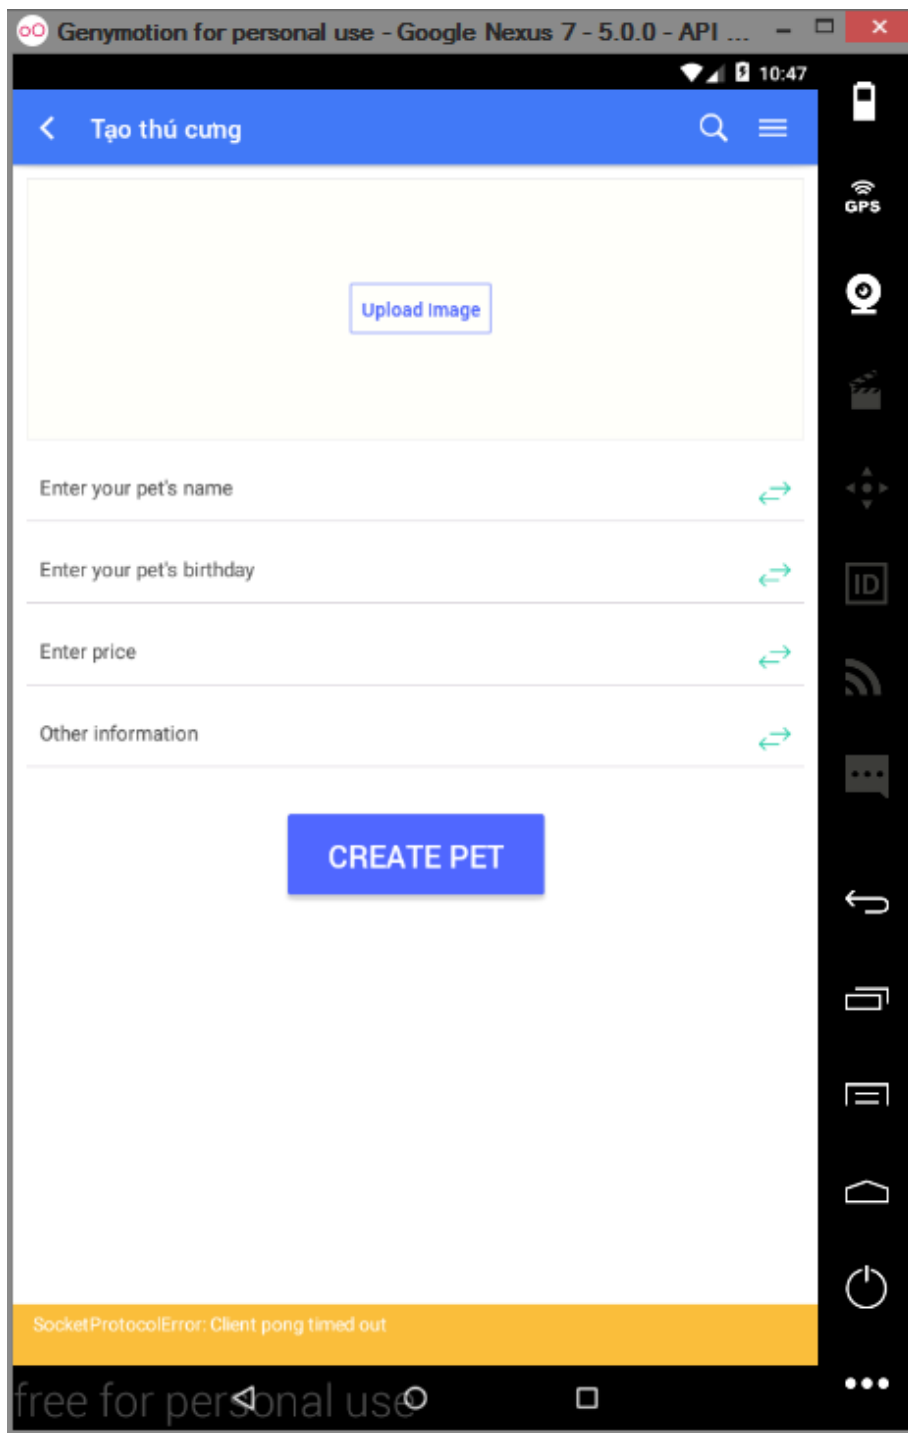 Genymotion for personal use - Google Nexus 7 - 5.0.0 - API ...
10:47
Tạo thú cưng
GPS
Upload Image
Enter your pet's name
Enter your pet's birthday
ID
Enter price
Other information
CREATE PET
SocketProtocolError: Client pong timed out
free for personal use